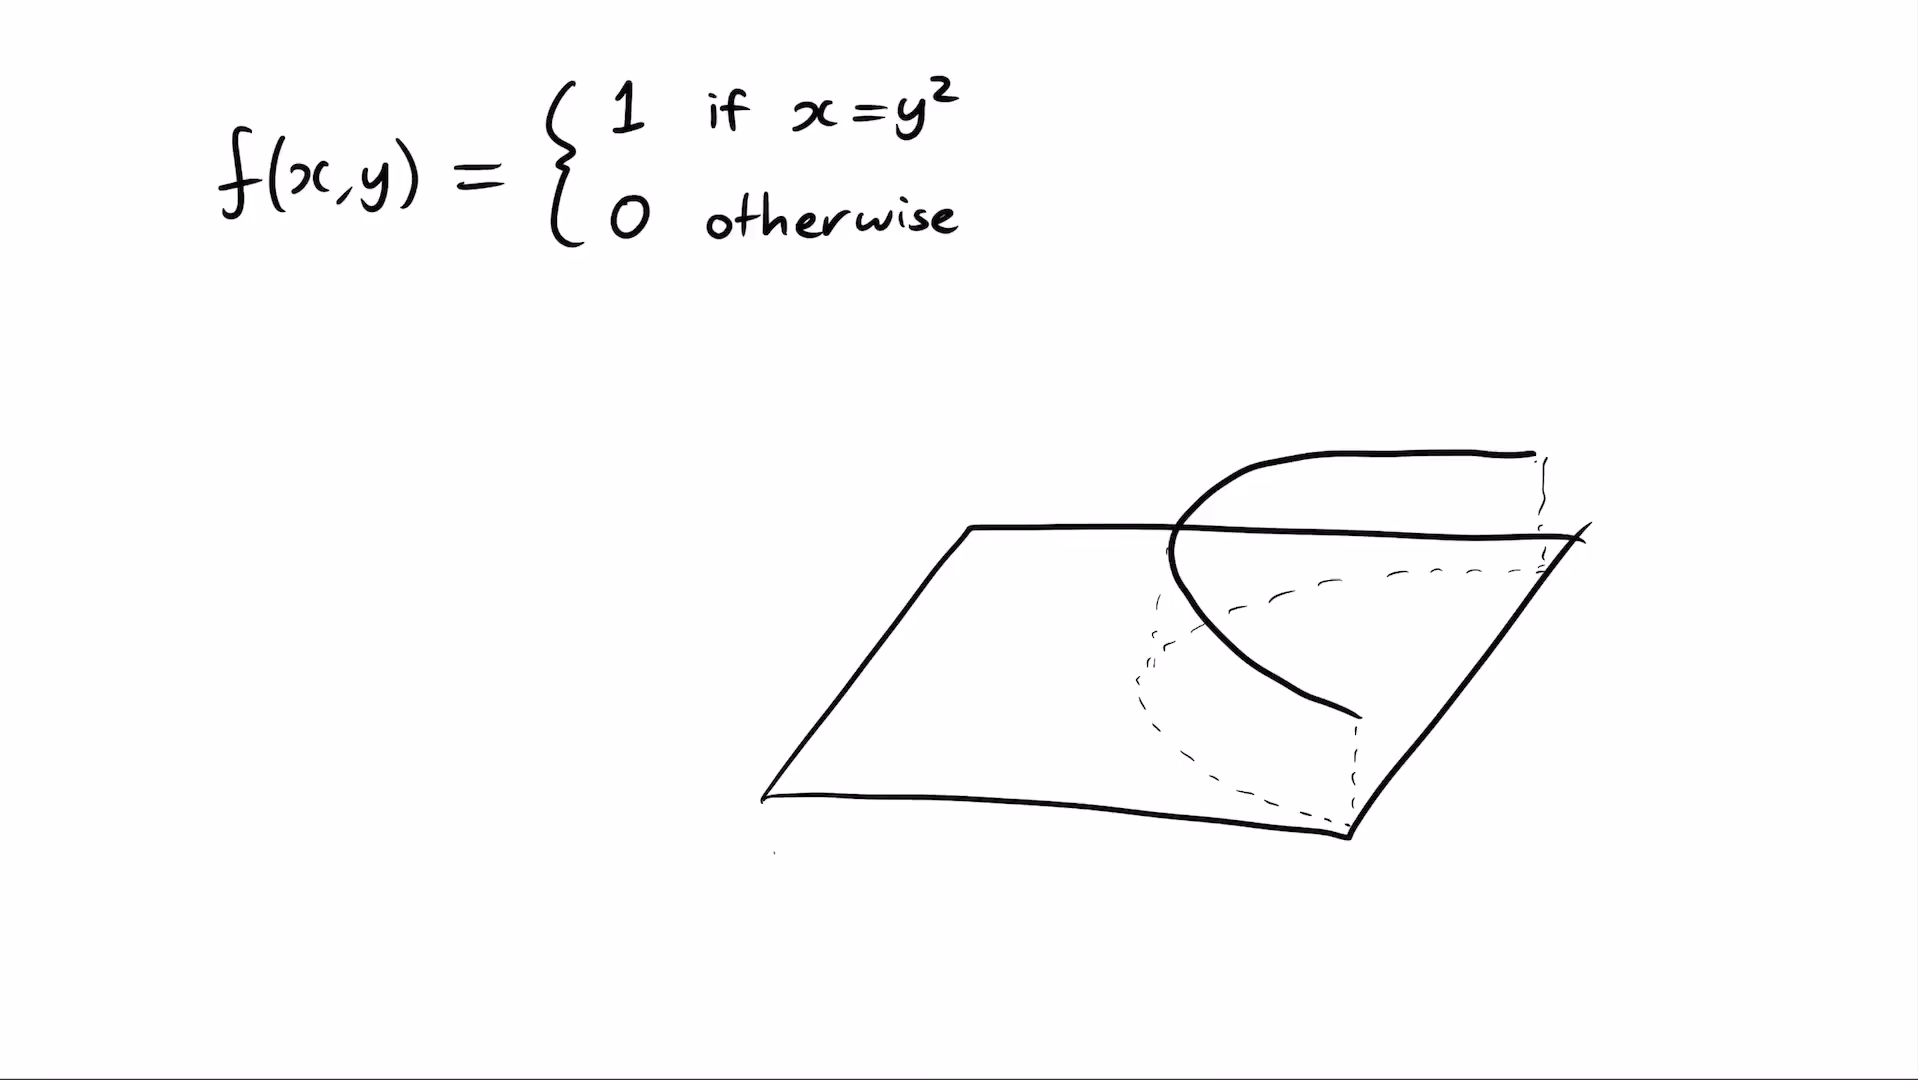 f(x,y) = { 1 if x=y²
0 otherwise